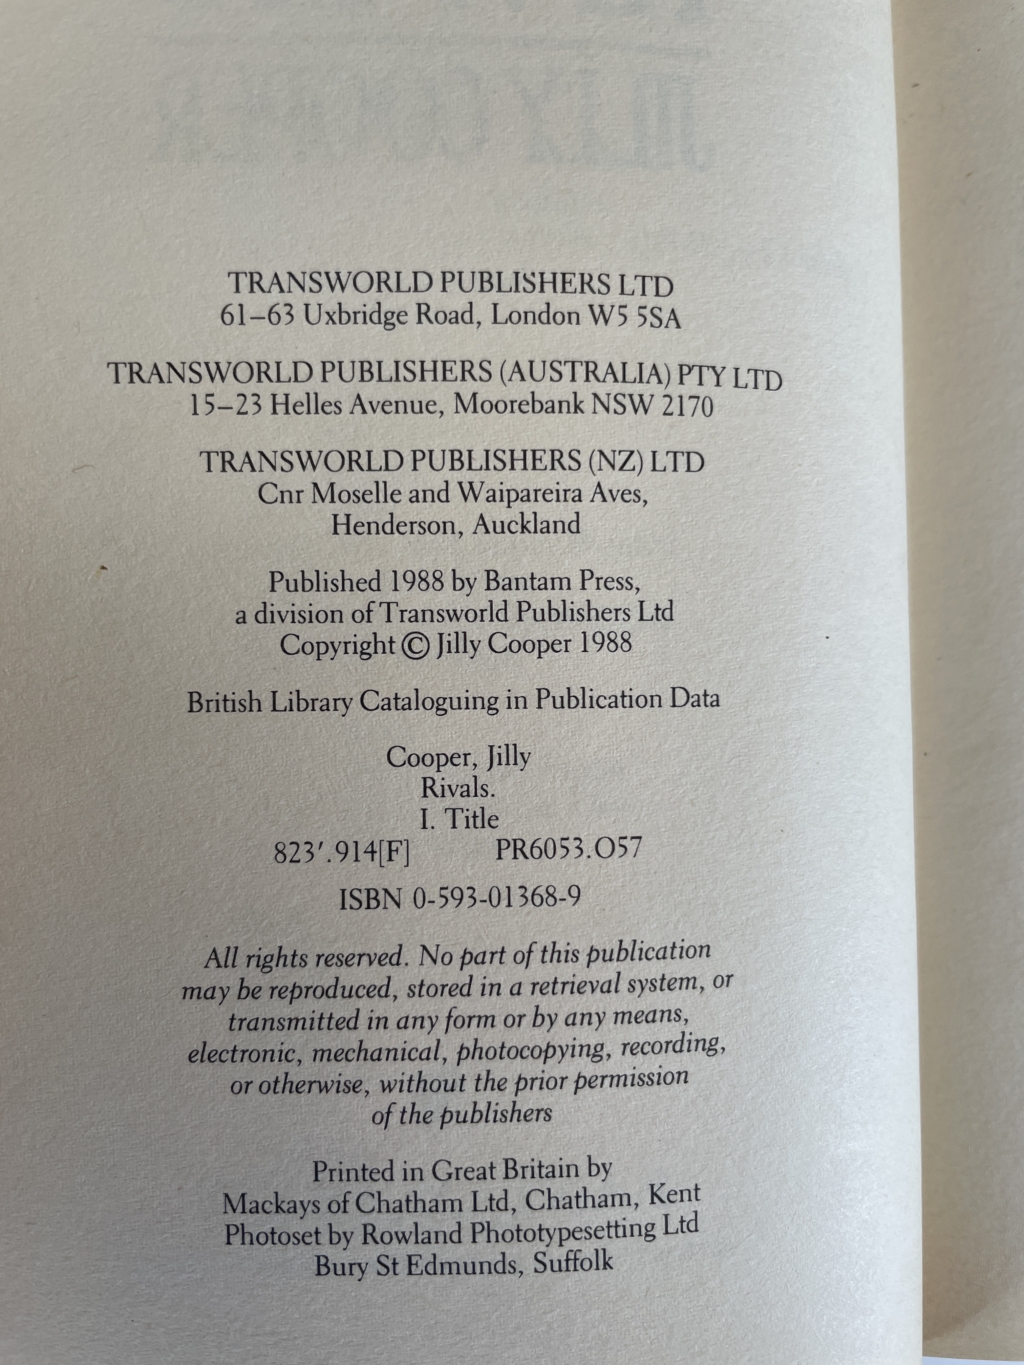 TRANSWORLD PUBLISHERS LTD
61–63 Uxbridge Road, London W5 5SA
TRANSWORLD PUBLISHERS (AUSTRALIA) PTY LTD
15–23 Helles Avenue, Moorebank NSW 2170
TRANSWORLD PUBLISHERS (NZ) LTD
Cnr Moselle and Waipareira Aves,
Henderson, Auckland
Published 1988 by Bantam Press,
a division of Transworld Publishers Ltd
Copyright © Jilly Cooper 1988
British Library Cataloguing in Publication Data
Cooper, Jilly
Rivals.
I. Title
823′.914[F] PR6053.O57
ISBN 0-593-01368-9
All rights reserved. No part of this publication
may be reproduced, stored in a retrieval system, or
transmitted in any form or by any means,
electronic, mechanical, photocopying, recording,
or otherwise, without the prior permission
of the publishers
Printed in Great Britain by
Mackays of Chatham Ltd, Chatham, Kent
Photoset by Rowland Phototypesetting Ltd
Bury St Edmunds, Suffolk